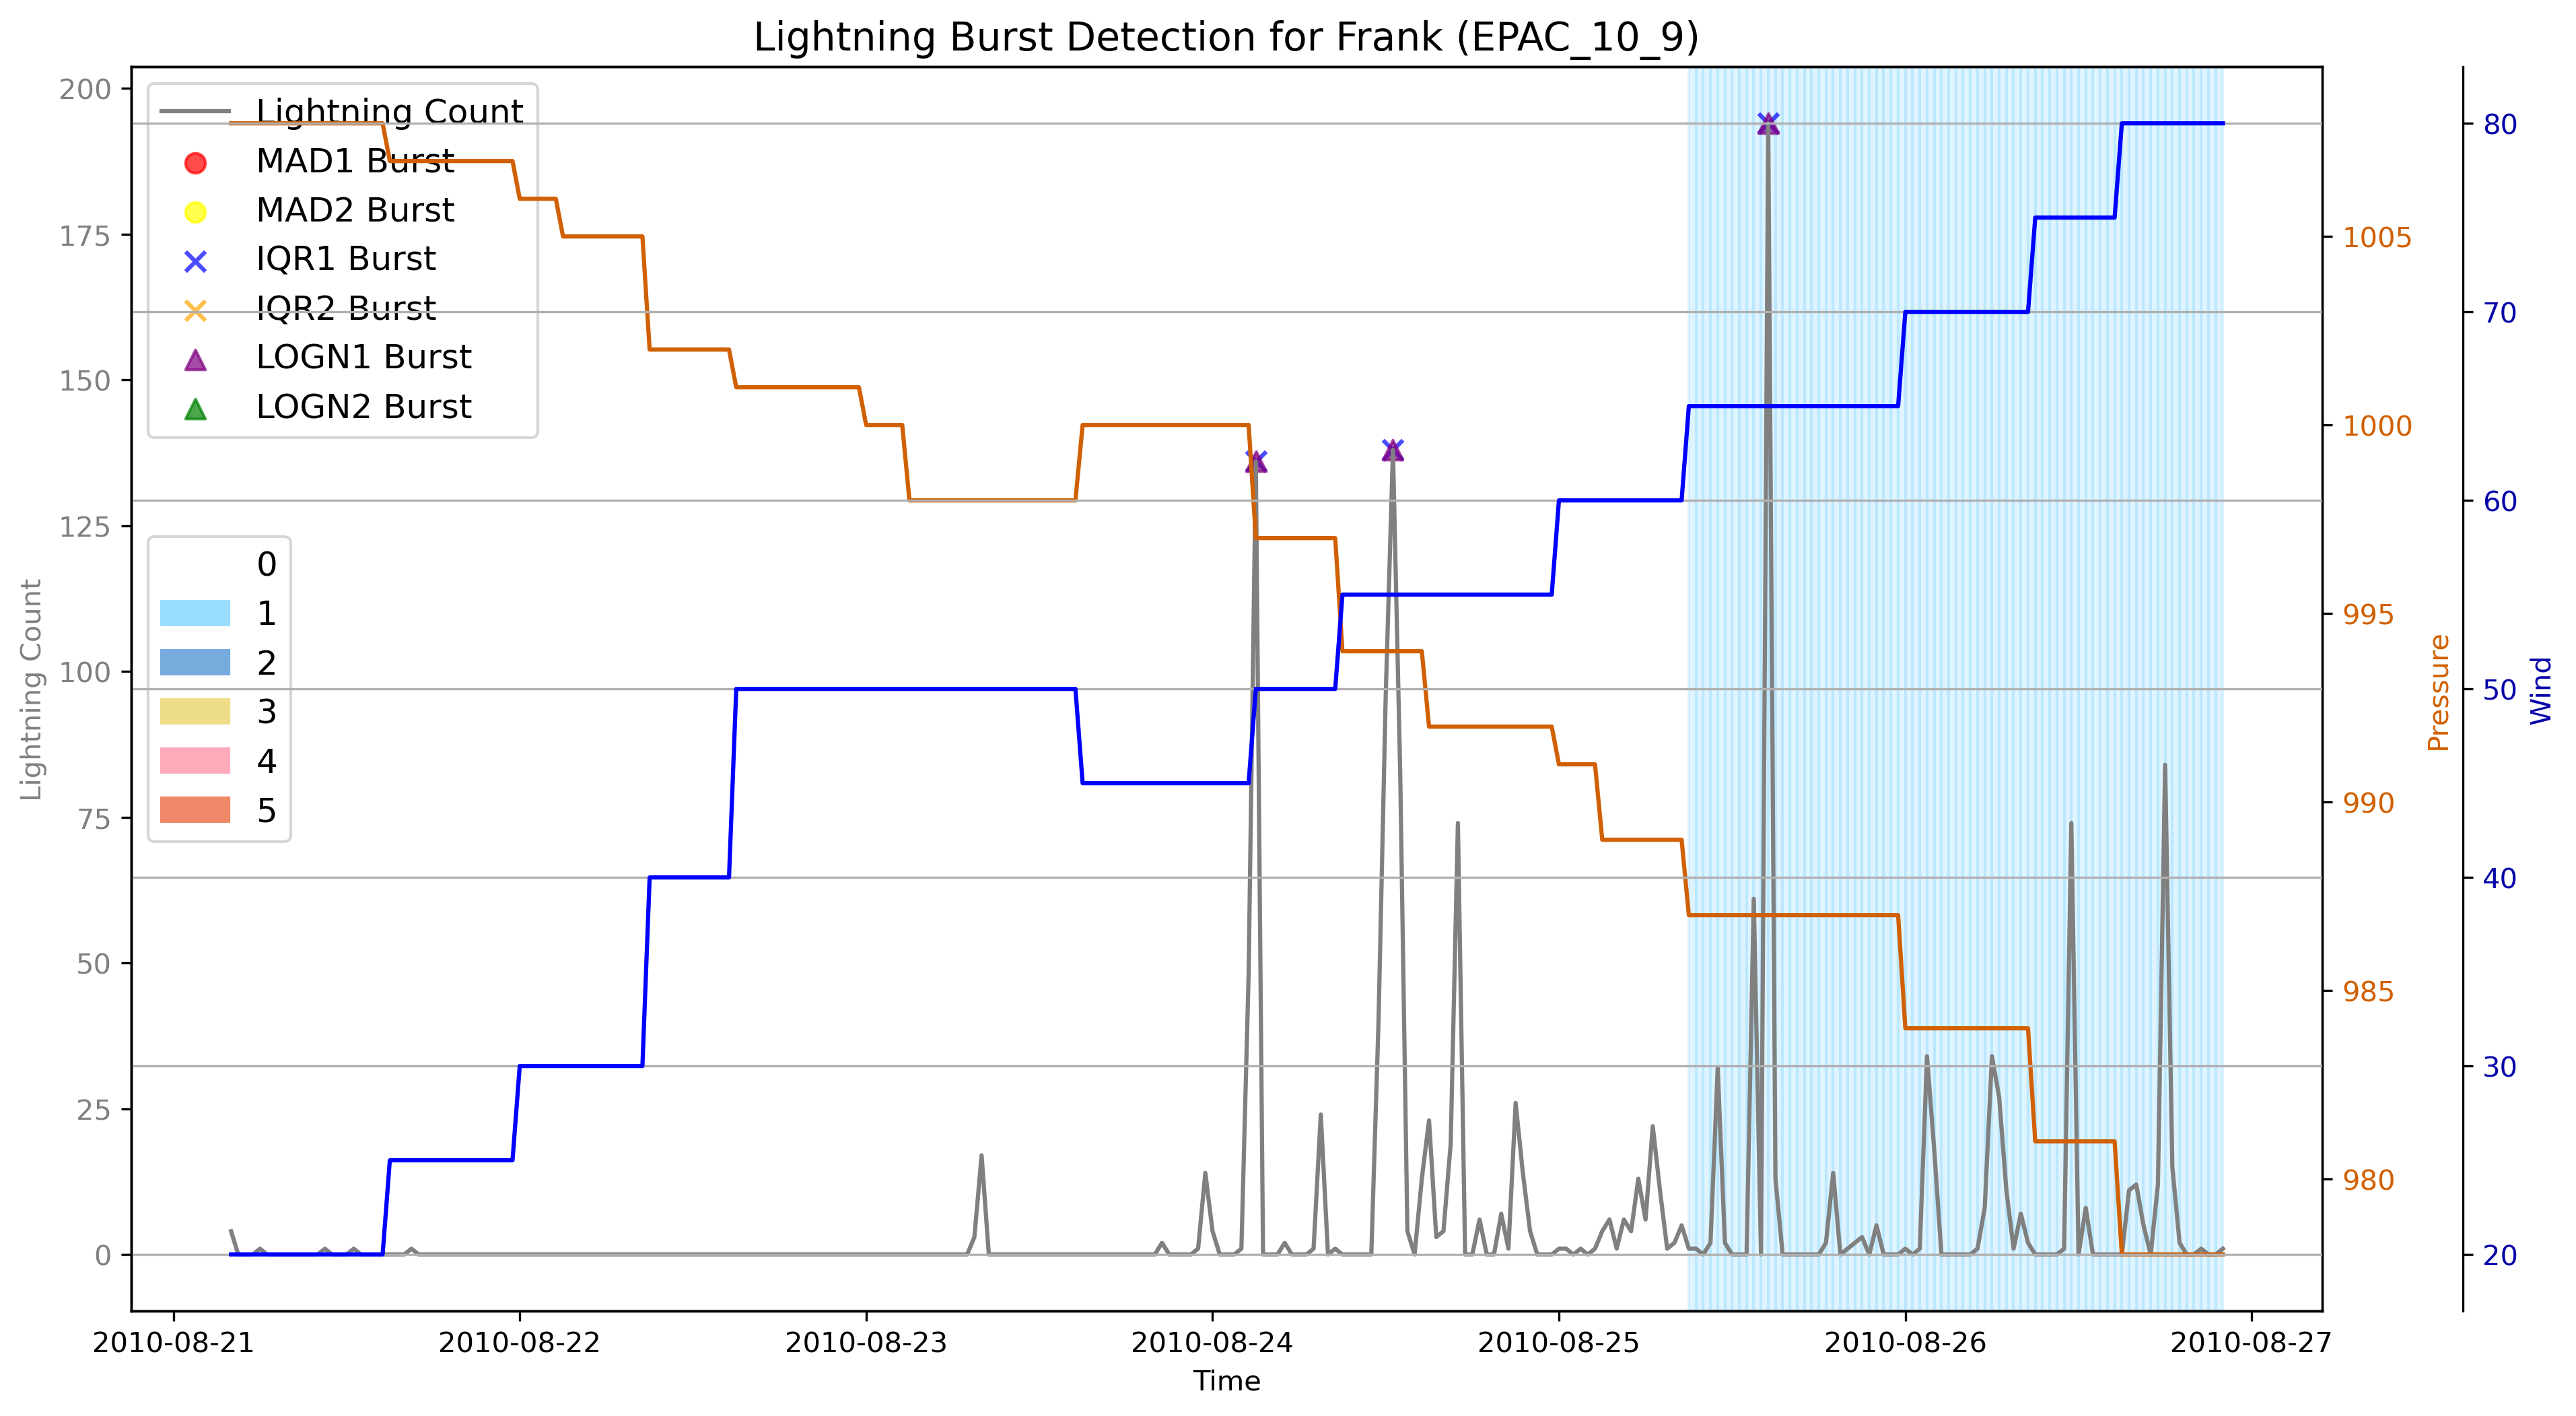 Lightning Burst Detection for Frank (EPAC_10_9)
Lightning Count
MAD1 Burst
MAD2 Burst
IQR1 Burst
IQR2 Burst
LOGN1 Burst
LOGN2 Burst
0
1
2
3
4
5
200
175
150
125
100
75
50
25
0
Lightning Count
1005
1000
995
990
985
980
Pressure
80
70
60
50
40
30
20
Wind
2010-08-21
2010-08-22
2010-08-23
2010-08-24
2010-08-25
2010-08-26
2010-08-27
Time